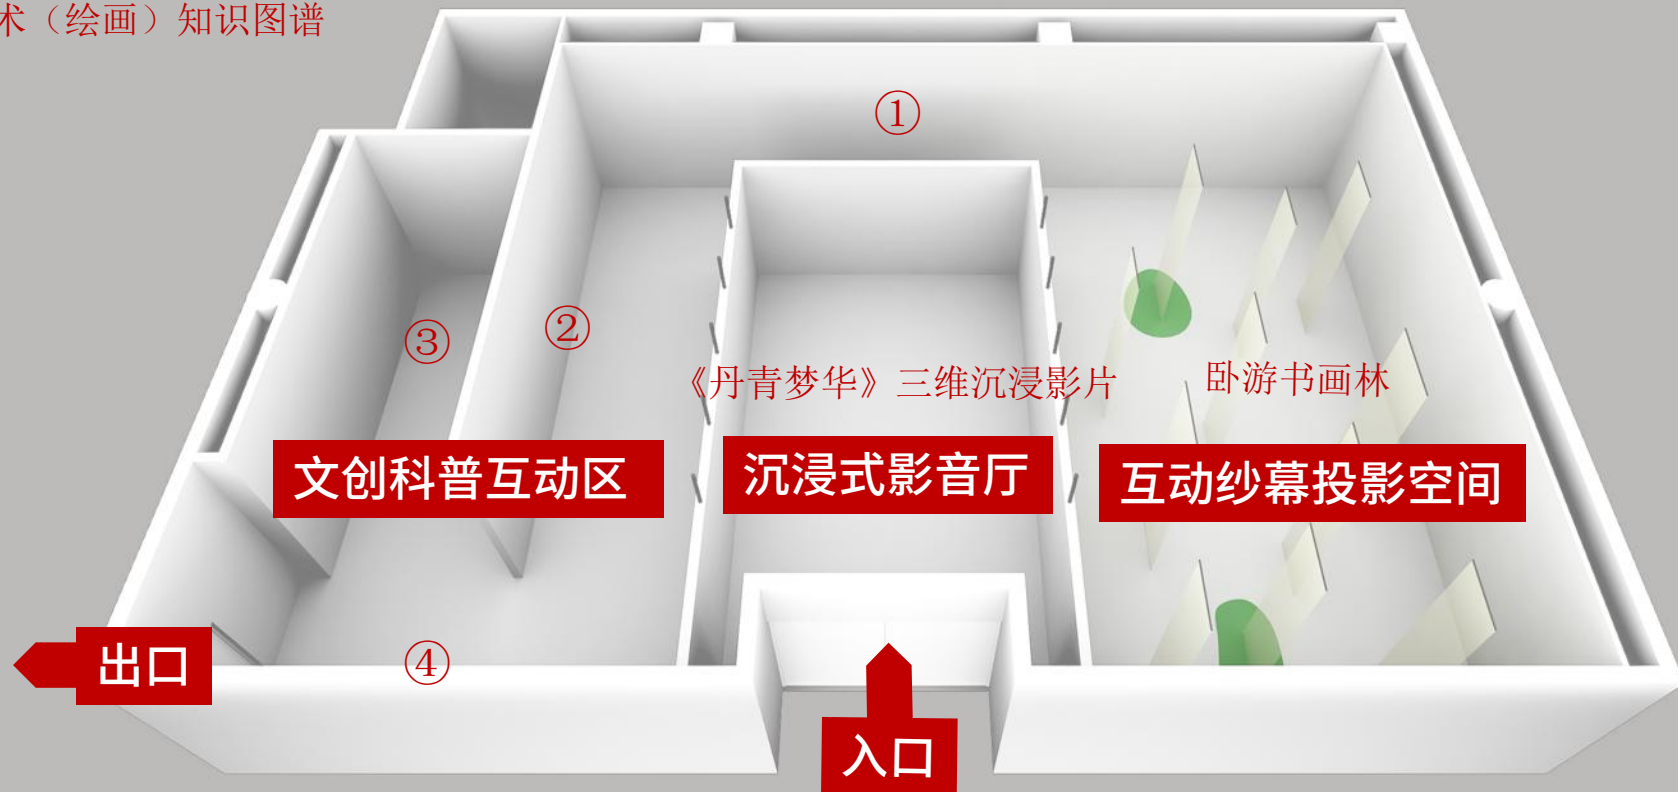 术（绘画）知识图谱
①
③
②
《丹青梦华》三维沉浸影片
卧游书画林
文创科普互动区
沉浸式影音厅
互动纱幕投影空间
出口
④
入口